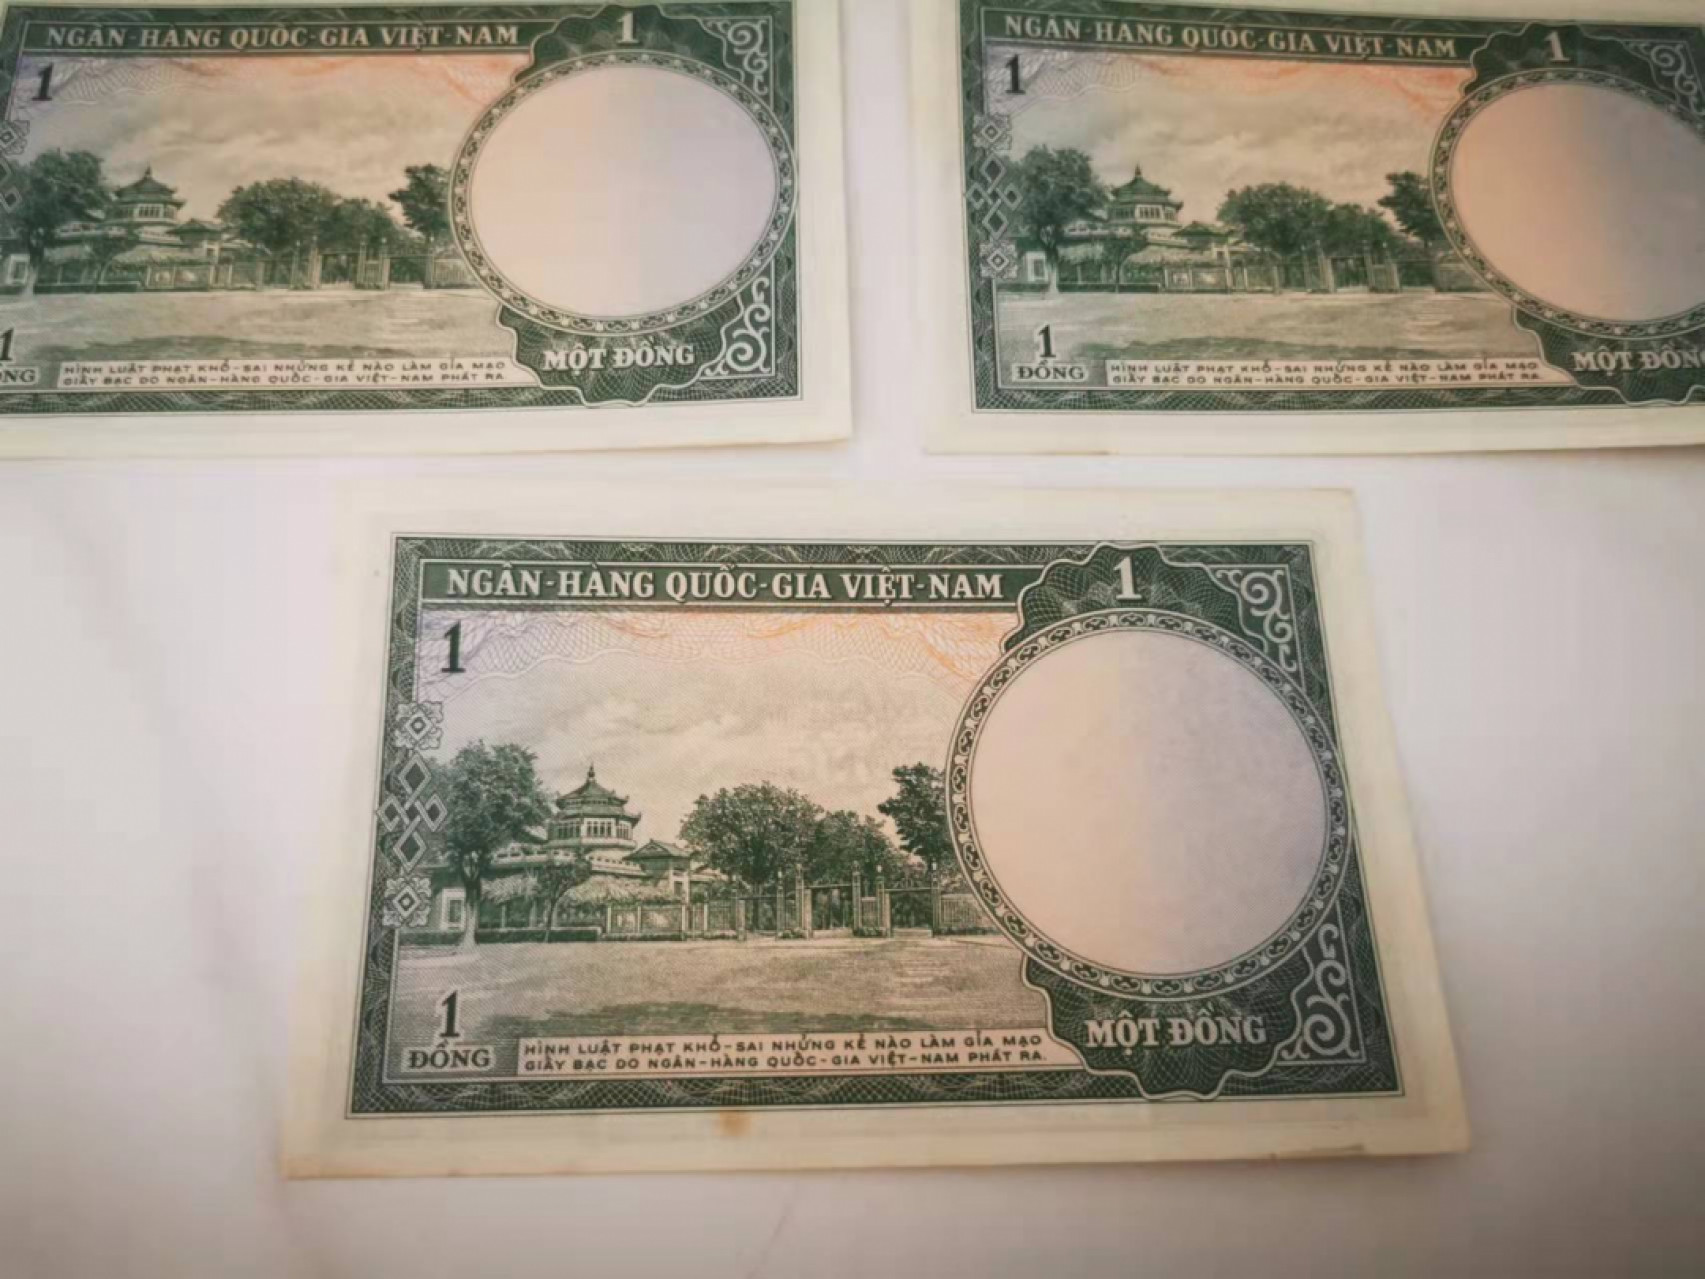 NGÂN-HÀNG QUỐC-GIA VIỆT-NAM
1
1
1
NG
HÌNH LUẬT PHẠT KHỔ-SAI NHỮNG KẺ NÀO LÀM GIẢ MẠO
GIẤY BẠC DO NGÂN-HÀNG QUỐC-GIA VIỆT-NAM PHÁT RA.
MỘT ĐỒNG
NGÂN-HÀNG QUỐC-GIA VIỆT-NAM
1
1
1
ĐỒNG
HÌNH LUẬT PHẠT KHỔ-SAI NHỮNG KẺ NÀO LÀM GIẢ MẠO
GIẤY BẠC DO NGÂN-HÀNG QUỐC-GIA VIỆT-NAM PHÁT RA.
MỘT ĐỒN
NGÂN-HÀNG QUỐC-GIA VIỆT-NAM
1
1
1
ĐỒNG
HÌNH LUẬT PHẠT KHỔ-SAI NHỮNG KẺ NÀO LÀM GỈA MẠO
GIẤY BẠC DO NGÂN-HÀNG QUỐC-GIA VIỆT-NAM PHÁT RA.
MỘT ĐỒNG